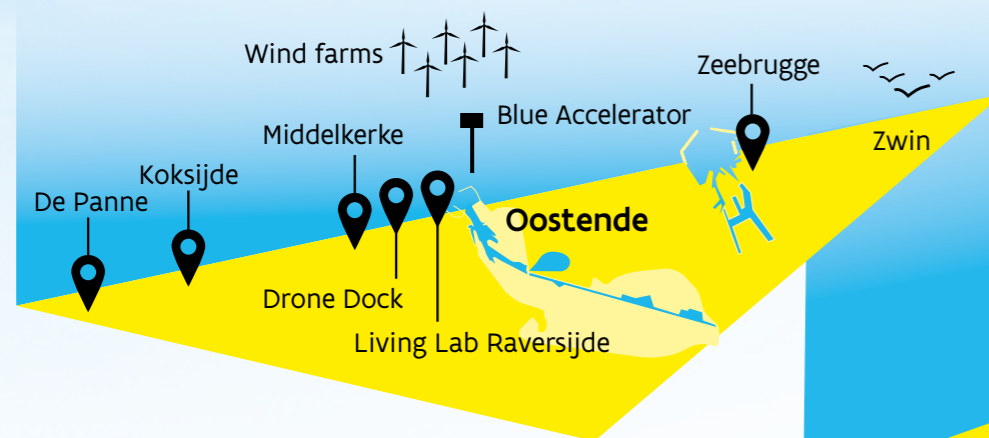 Wind farms
Zeebrugge
Blue Accelerator
Middelkerke
Zwin
Koksijde
De Panne
Oostende
Drone Dock
Living Lab Raversijde